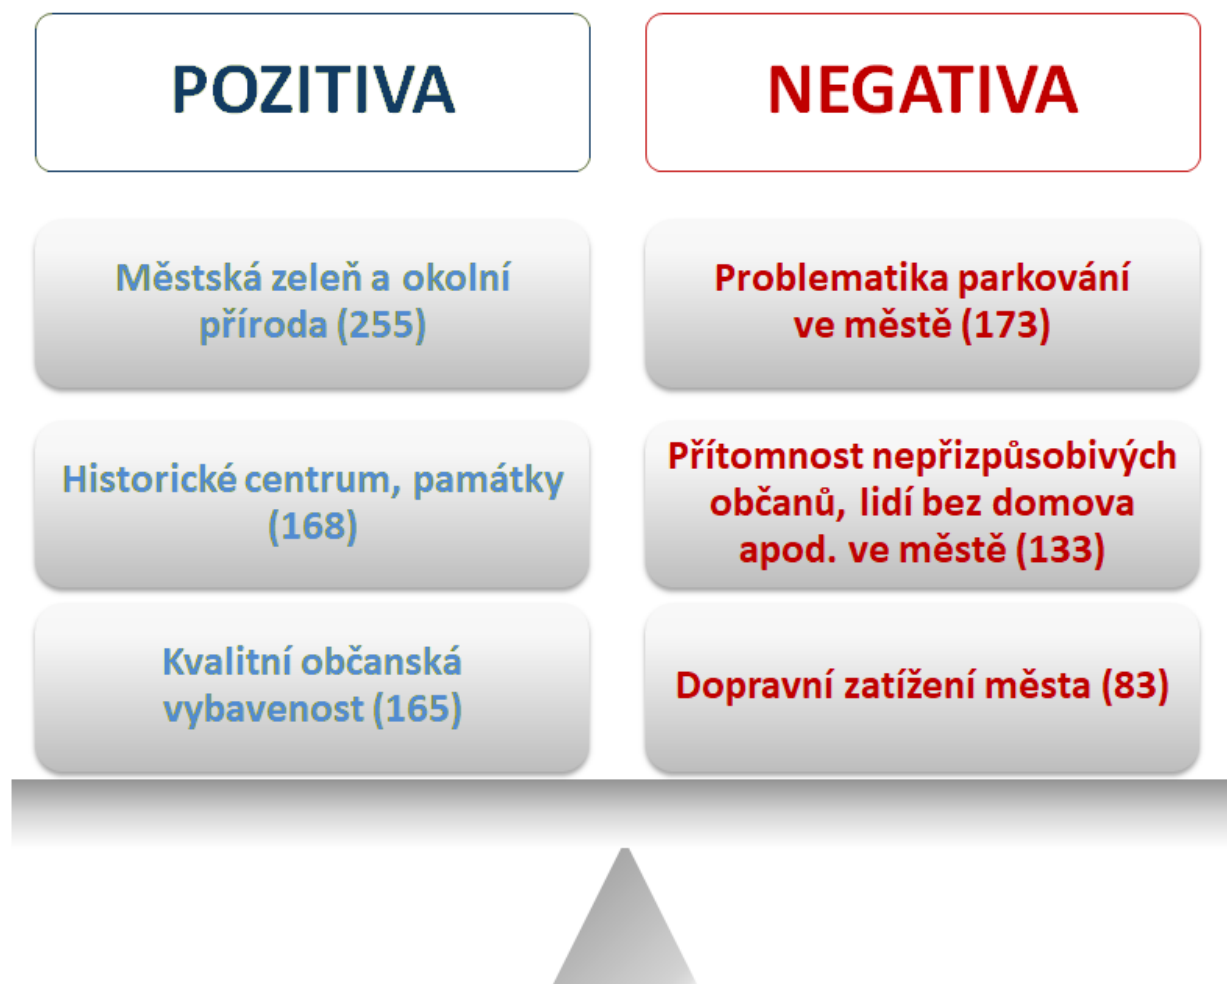 POZITIVA
NEGATIVA
Městská zeleň a okolní
příroda (255)
Problematika parkování
ve městě (173)
Historické centrum, památky
(168)
Přítomnost nepřizpůsobivých
občanů, lidí bez domova
apod. ve městě (133)
Kvalitní občanská
vybavenost (165)
Dopravní zatížení města (83)